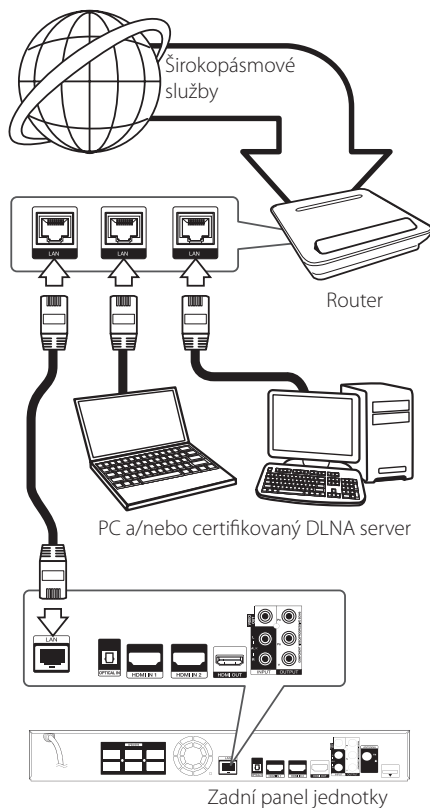 Širokopásmové
služby
LAN
LAN
LAN
Router
PC a/nebo certifikovaný DLNA server
LAN
OPTICAL IN
HDMI IN 1
HDMI IN 2
HDMI OUT
INPUT
OUTPUT
Zadní panel jednotky